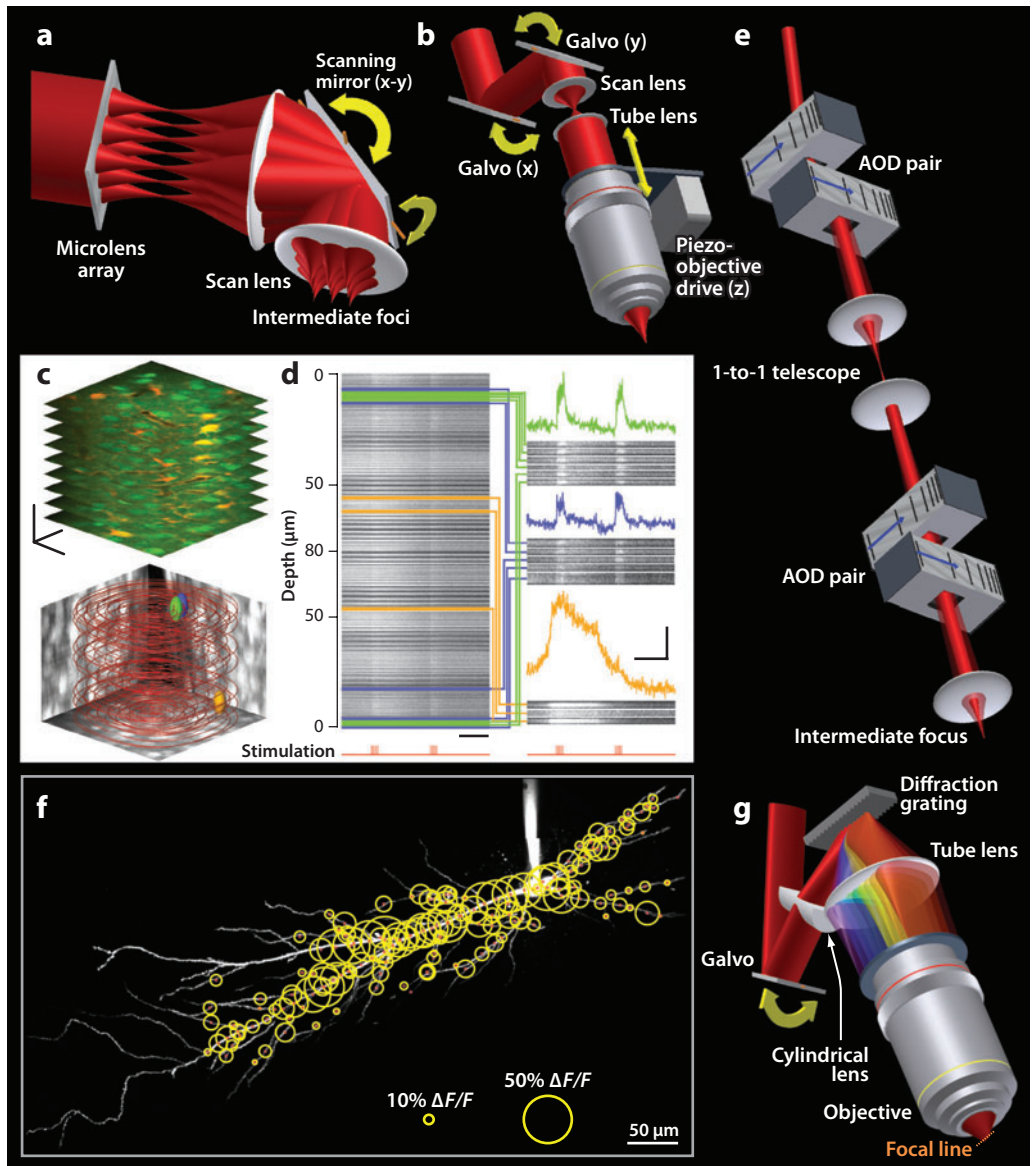 a
Scanning
mirror (x-y)
Microlens
array
Scan lens
Intermediate foci
b
Galvo (y)
Scan lens
Tube lens
Galvo (x)
Piezo-
objective
drive (z)
e
AOD pair
1-to-1 telescope
AOD pair
Intermediate focus
c
d
0
50
80
50
0
Depth (µm)
Stimulation
f
10% ΔF/F
50% ΔF/F
50 µm
g
Diffraction
grating
Tube lens
Galvo
Cylindrical
lens
Objective
Focal line